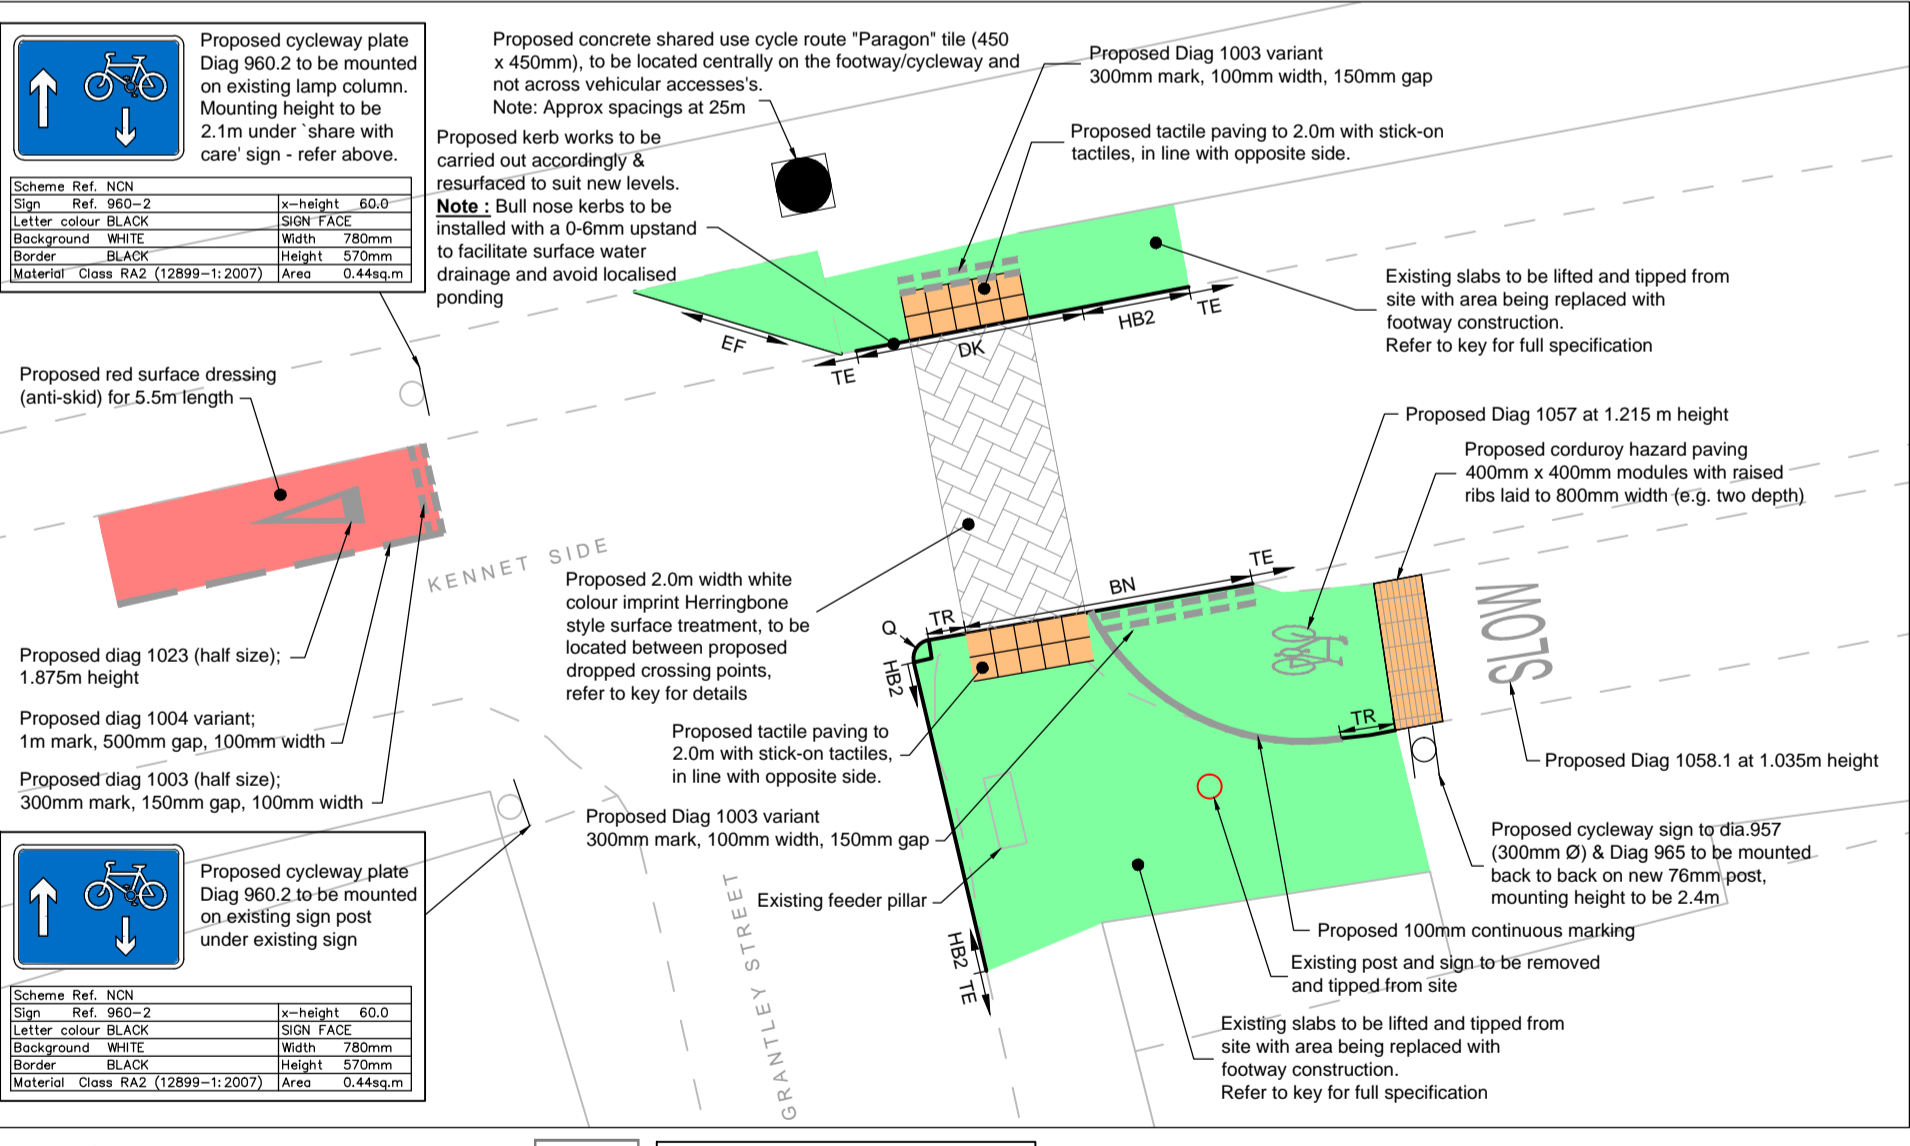 Proposed cycleway plate
Diag 960.2 to be mounted
on existing lamp column.
Mounting height to be
2.1m under `share with
care' sign - refer above.
Scheme Ref. NCN
Sign Ref. 960-2 x-height 60.0
Letter colour BLACK SIGN FACE
Background WHITE Width 780mm
Border BLACK Height 570mm
Material Class RA2 (12899-1:2007) Area 0.44sq.m
Proposed concrete shared use cycle route "Paragon" tile (450
x 450mm), to be located centrally on the footway/cycleway and
not across vehicular accesses's.
Note: Approx spacings at 25m
Proposed kerb works to be
carried out accordingly &
resurfaced to suit new levels.
Note : Bull nose kerbs to be
installed with a 0-6mm upstand
to facilitate surface water
drainage and avoid localised
ponding
Proposed Diag 1003 variant
300mm mark, 100mm width, 150mm gap
Proposed tactile paving to 2.0m with stick-on
tactiles, in line with opposite side.
Existing slabs to be lifted and tipped from
site with area being replaced with
footway construction.
Refer to key for full specification
EF
TE
DK
HB2
TE
Proposed red surface dressing
(anti-skid) for 5.5m length
Proposed Diag 1057 at 1.215 m height
Proposed corduroy hazard paving
400mm x 400mm modules with raised
ribs laid to 800mm width (e.g. two depth)
KENNET SIDE
Proposed 2.0m width white
colour imprint Herringbone
style surface treatment, to be
located between proposed
dropped crossing points,
refer to key for details
Q
TR
BN
TE
HB2
TR
SLOW
Proposed diag 1023 (half size);
1.875m height
Proposed diag 1004 variant;
1m mark, 500mm gap, 100mm width
Proposed diag 1003 (half size);
300mm mark, 150mm gap, 100mm width
Proposed tactile paving to
2.0m with stick-on tactiles,
in line with opposite side.
Proposed Diag 1003 variant
300mm mark, 100mm width, 150mm gap
Existing feeder pillar
Proposed Diag 1058.1 at 1.035m height
Proposed cycleway sign to dia.957
(300mm Ø) & Diag 965 to be mounted
back to back on new 76mm post,
mounting height to be 2.4m
Proposed 100mm continuous marking
Existing post and sign to be removed
and tipped from site
Existing slabs to be lifted and tipped from
site with area being replaced with
footway construction.
Refer to key for full specification
HB2
TE
GRANTLEY STREET
Proposed cycleway plate
Diag 960.2 to be mounted
on existing sign post
under existing sign
Scheme Ref. NCN
Sign Ref. 960-2 x-height 60.0
Letter colour BLACK SIGN FACE
Background WHITE Width 780mm
Border BLACK Height 570mm
Material Class RA2 (12899-1:2007) Area 0.44sq.m